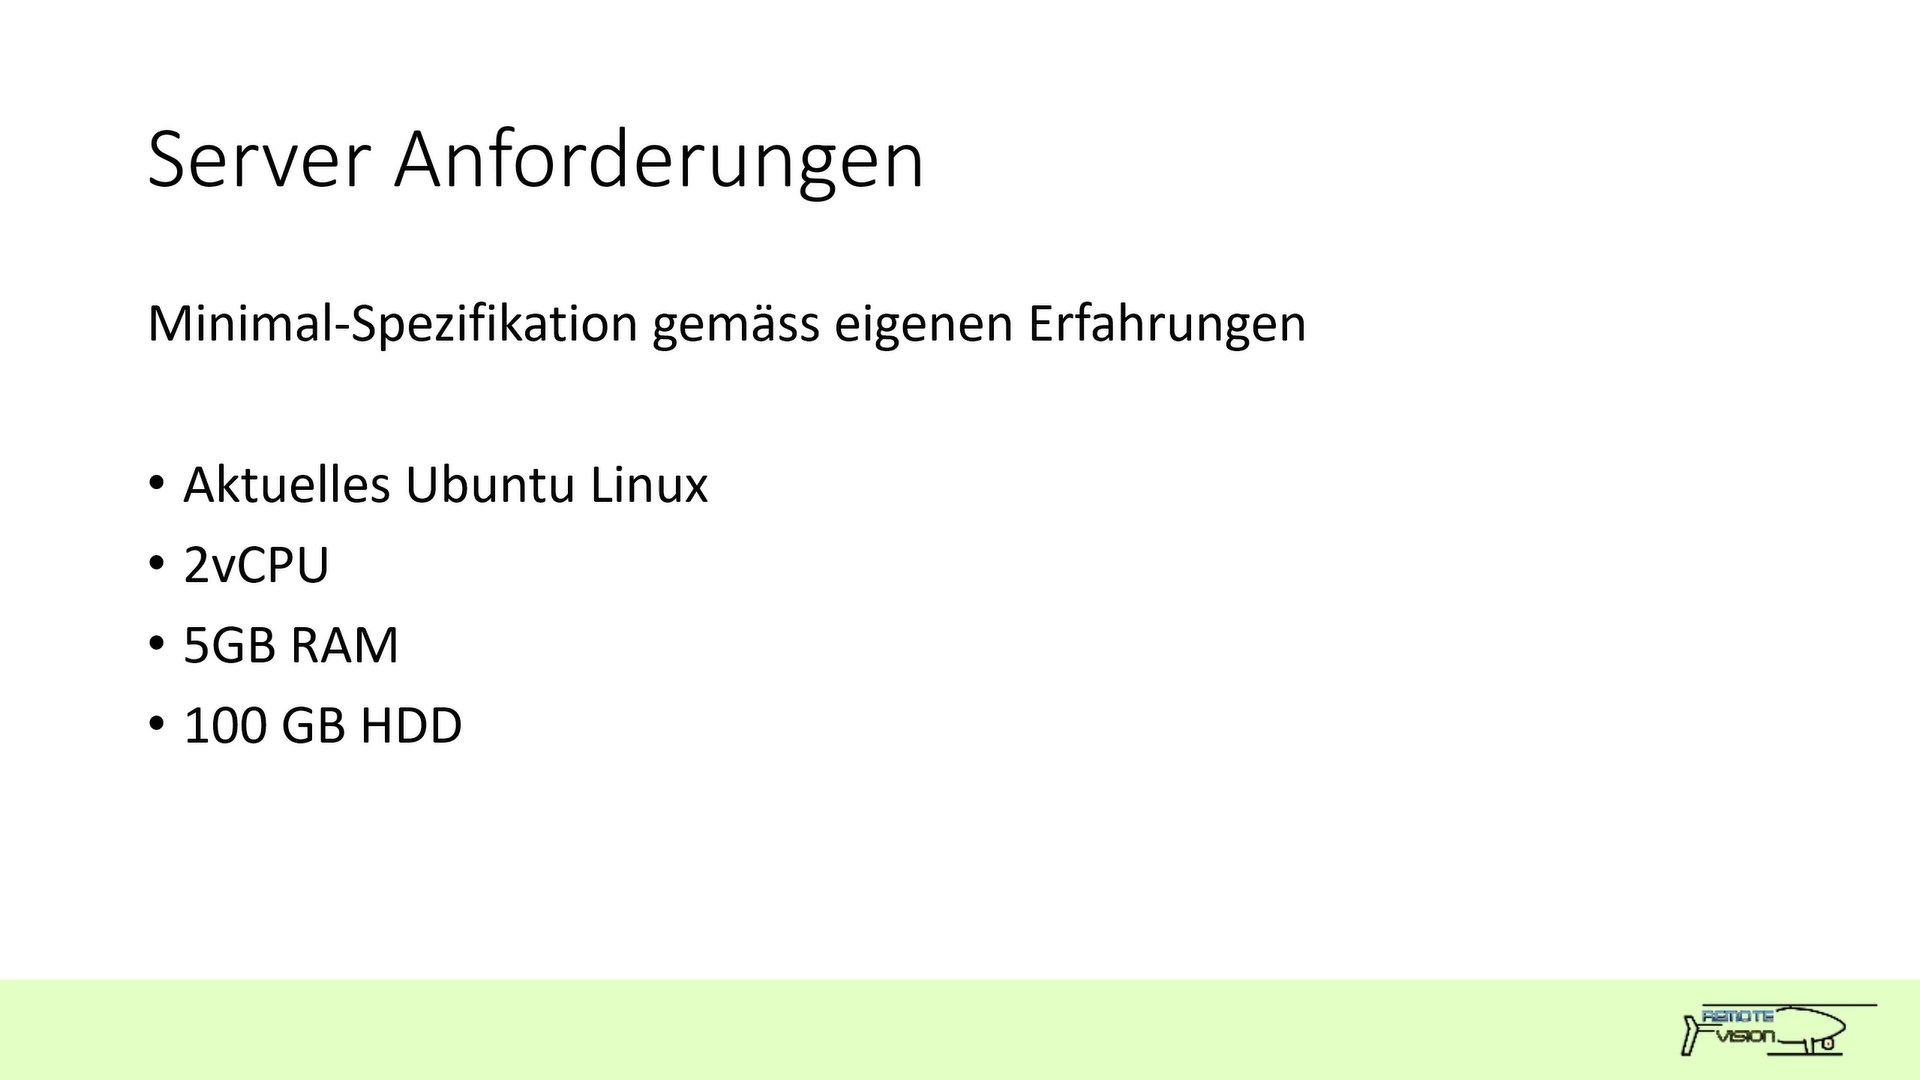 Server Anforderungen
Minimal-Spezifikation gemäss eigenen Erfahrungen
• Aktuelles Ubuntu Linux
• 2vCPU
• 5GB RAM
• 100 GB HDD
REMOTE
VISION